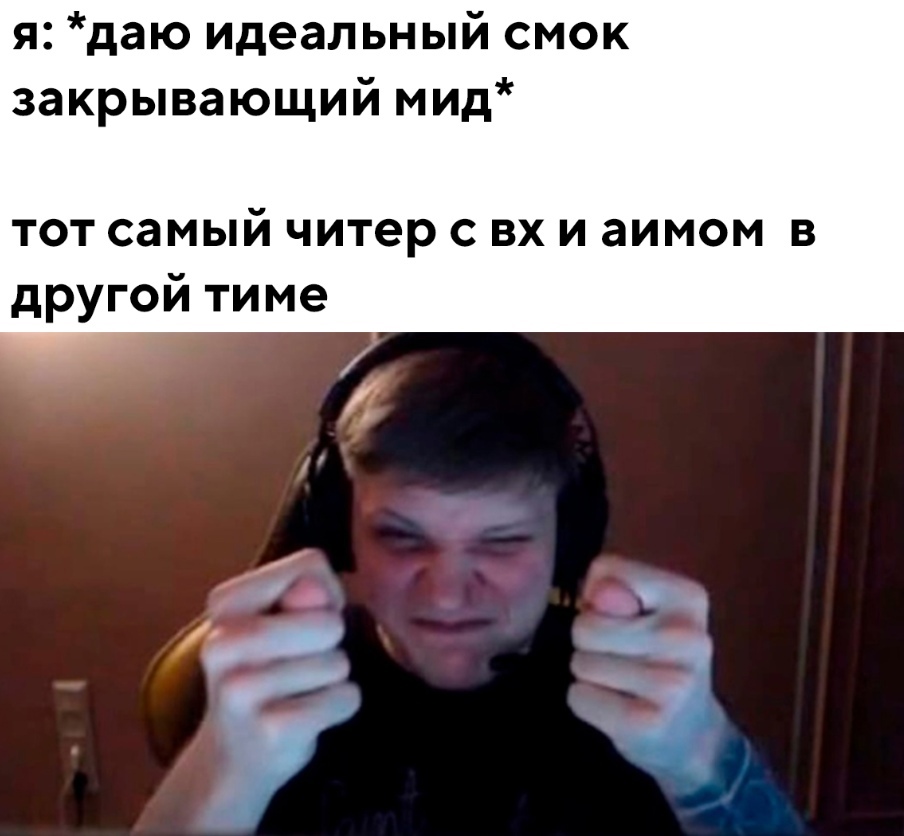 я: *даю идеальный смок
закрывающий мид*
тот самый читер с вх и аимом в
другой тиме